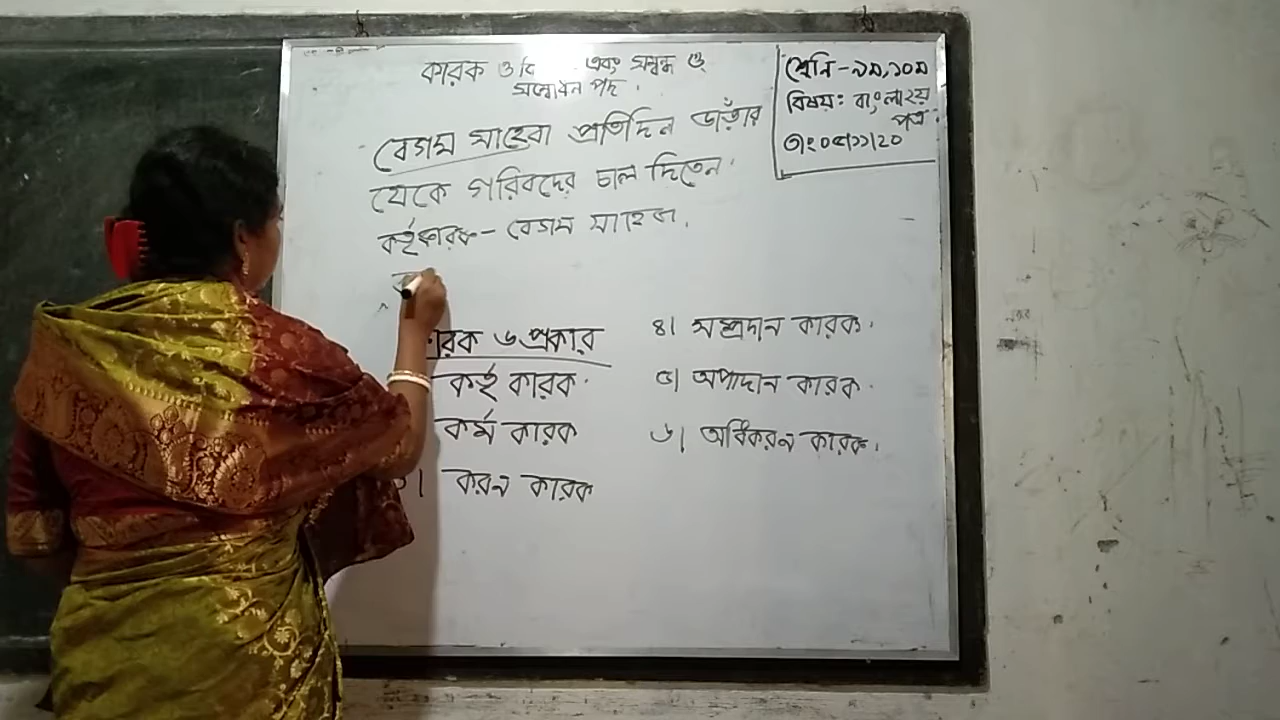 কারক ও বি এবং সম্বন্ধ ও
সম্বোধন পদ.
শ্রেনি - ৯ম,১০ম
বিষয়: বাংলা২য়
পত্র.
তাং ০৫/১১/২০
বেগম সাহেবা প্রতিদিন ভাঁড়ার
থেকে গরিবদের চাল দিতেন.
কর্তৃকারক - বেগম সাহেবা.
কারক ৬ প্রকার
কর্তৃ কারক.
কর্ম কারক
৩। করন কারক
৪। সম্প্রদান কারক.
৫। অপাদান কারক.
৬। অধিকরন কারক.